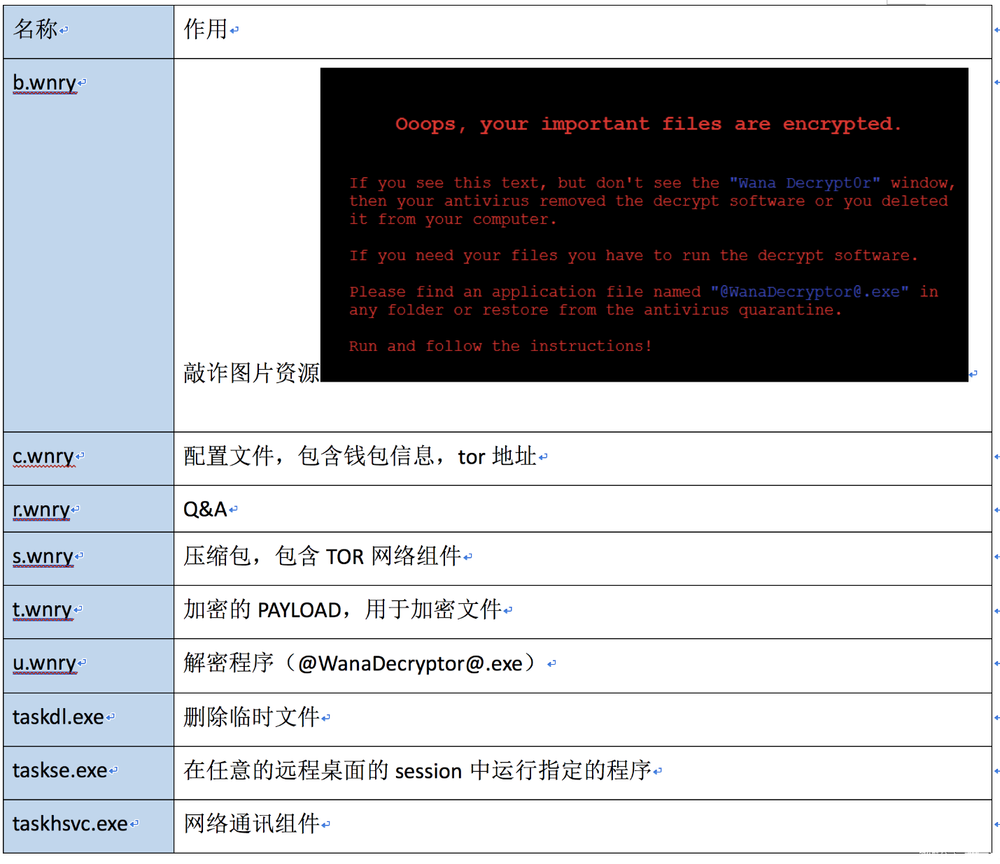 名称
作用
b.wnry
Ooops, your important files are encrypted.
If you see this text, but don't see the "Wana Decrypt0r" window,
then your antivirus removed the decrypt software or you deleted
it from your computer.
If you need your files you have to run the decrypt software.
Please find an application file named "@WanaDecryptor@.exe" in
any folder or restore from the antivirus quarantine.
Run and follow the instructions!
敲诈图片资源
c.wnry
配置文件，包含钱包信息，tor 地址
r.wnry
Q&A
s.wnry
压缩包，包含 TOR 网络组件
t.wnry
加密的 PAYLOAD，用于加密文件
u.wnry
解密程序（@WanaDecryptor@.exe）
taskdl.exe
删除临时文件
taskse.exe
在任意的远程桌面的 session 中运行指定的程序
taskhsvc.exe
网络通讯组件